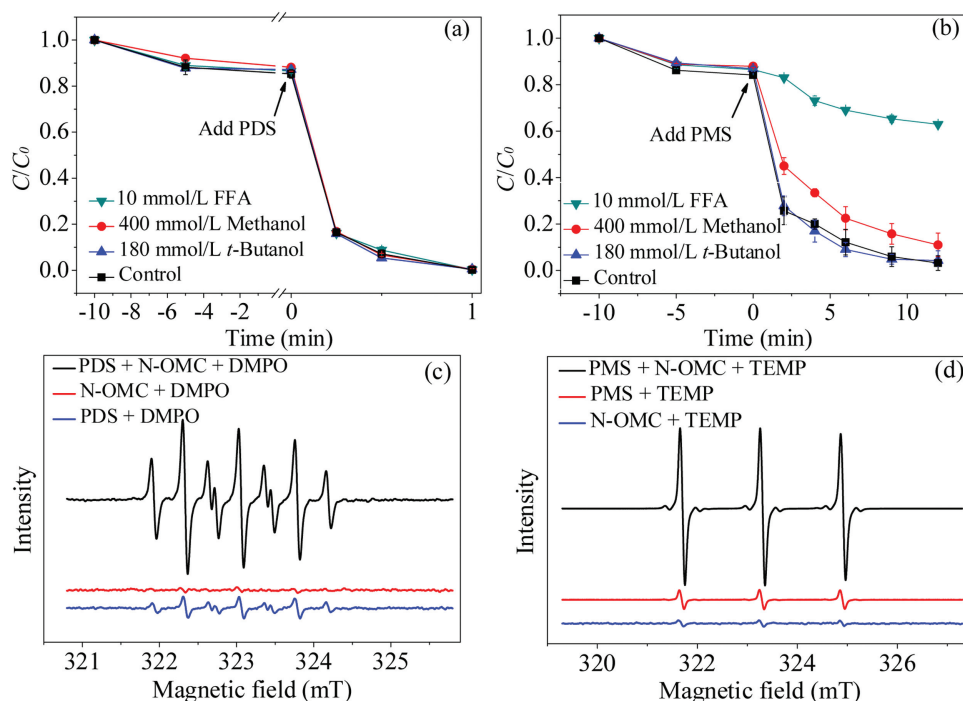 (a)
1.0
0.8
0.6
0.4
0.2
0.0
C/C0
Add PDS
10 mmol/L FFA
400 mmol/L Methanol
180 mmol/L t-Butanol
Control
-10 -8 -6 -4 -2 0 1
Time (min)
(b)
1.0
0.8
0.6
0.4
0.2
0.0
C/C0
Add PMS
10 mmol/L FFA
400 mmol/L Methanol
180 mmol/L t-Butanol
Control
-10 -5 0 5 10
Time (min)
(c)
PDS + N-OMC + DMPO
N-OMC + DMPO
PDS + DMPO
Intensity
321 322 323 324 325
Magnetic field (mT)
(d)
PMS + N-OMC + TEMP
PMS + TEMP
N-OMC + TEMP
Intensity
320 322 324 326
Magnetic field (mT)